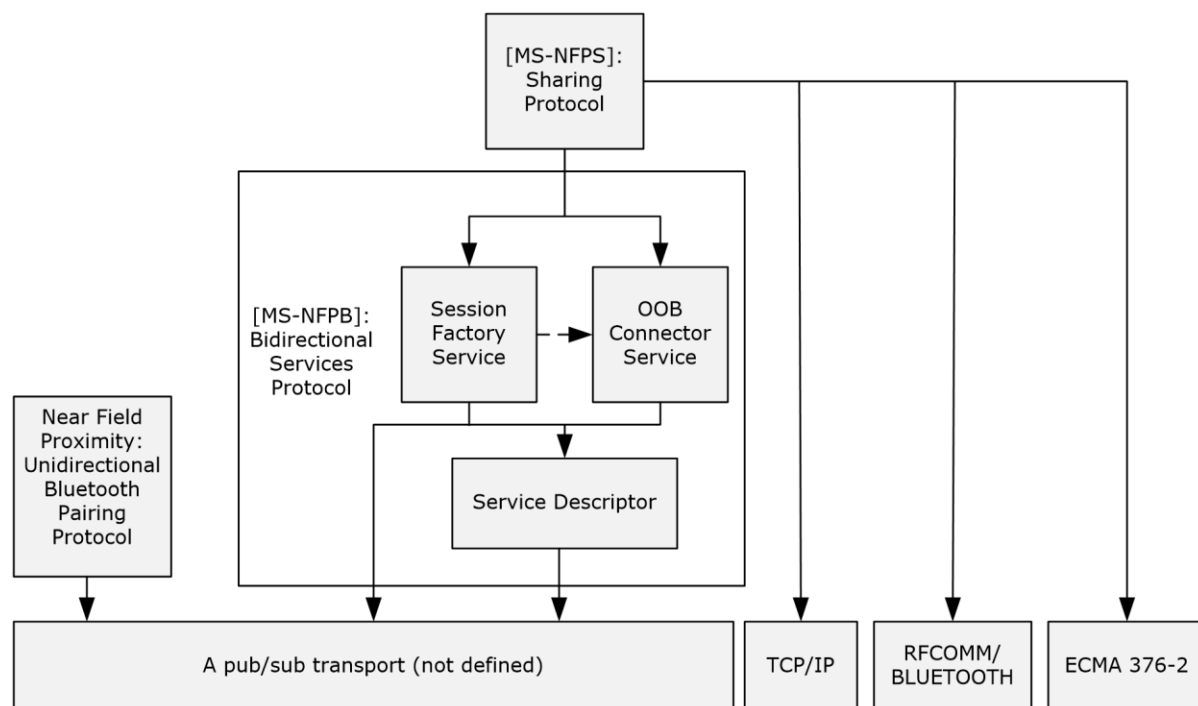 [MS-NFPS]:
Sharing
Protocol
[MS-NFPB]:
Bidirectional
Services
Protocol
Session
Factory
Service
OOB
Connector
Service
Near Field
Proximity:
Unidirectional
Bluetooth
Pairing
Protocol
Service Descriptor
A pub/sub transport (not defined)
TCP/IP
RFCOMM/
BLUETOOTH
ECMA 376-2